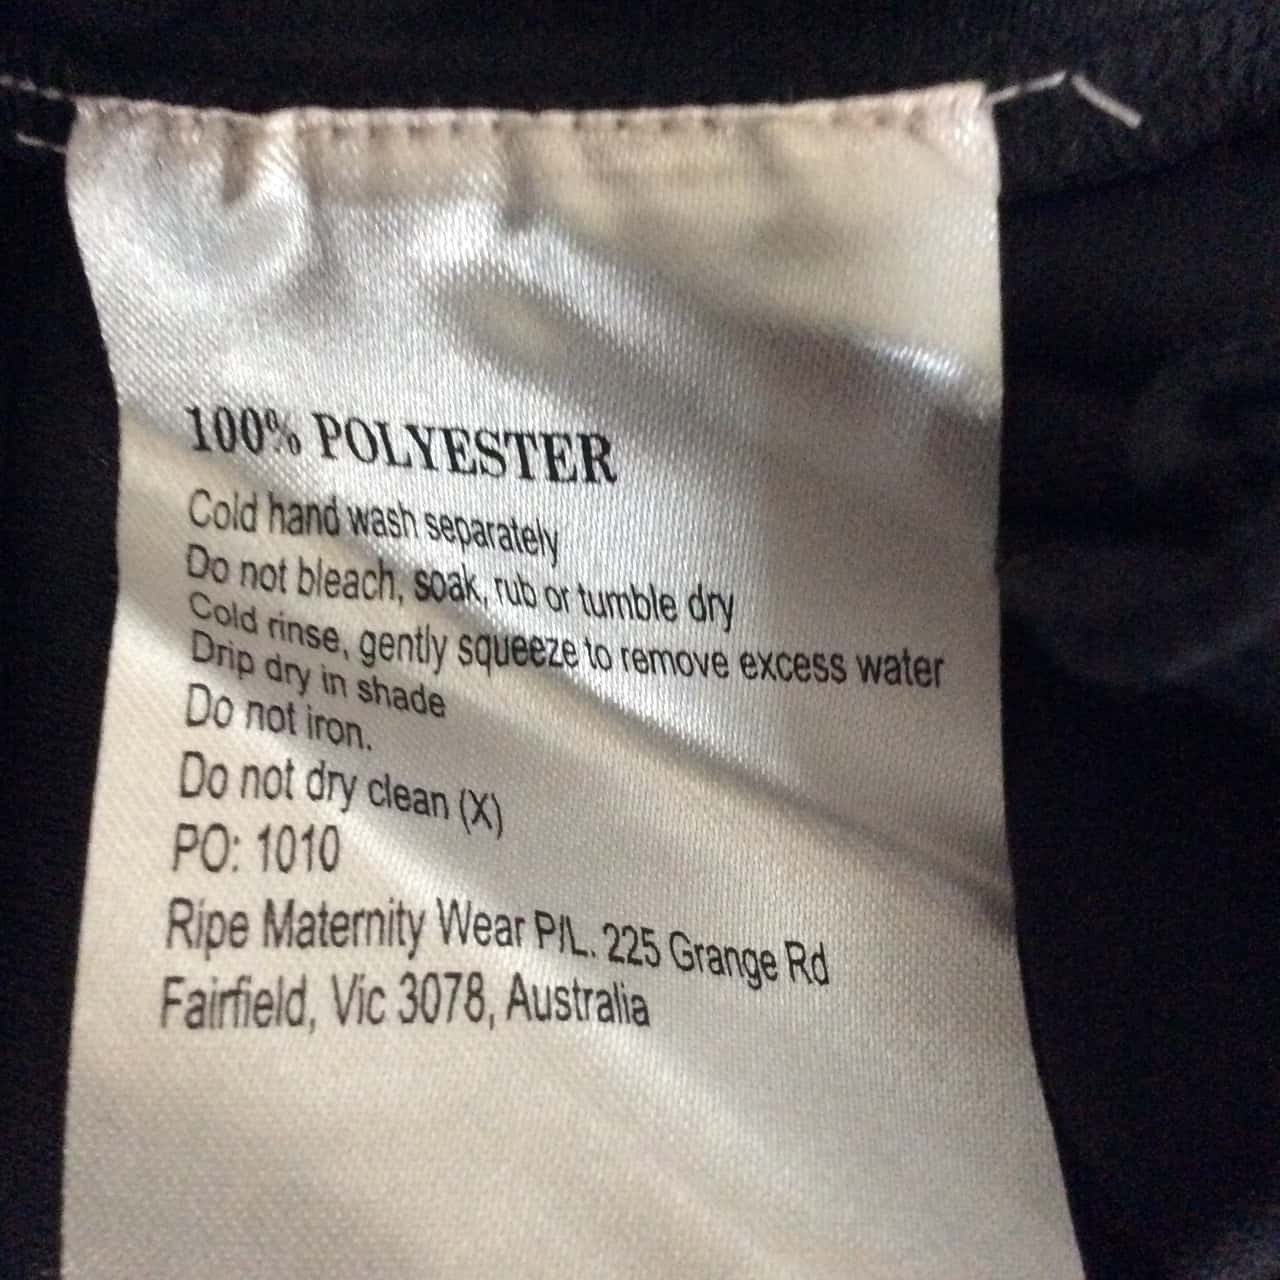 100% POLYESTER
Cold hand wash separately
Do not bleach, soak, rub or tumble dry
Cold rinse, gently squeeze to remove excess water
Drip dry in shade
Do not iron.
Do not dry clean (X)
PO: 1010
Ripe Maternity Wear P/L. 225 Grange Rd
Fairfield, Vic 3078, Australia